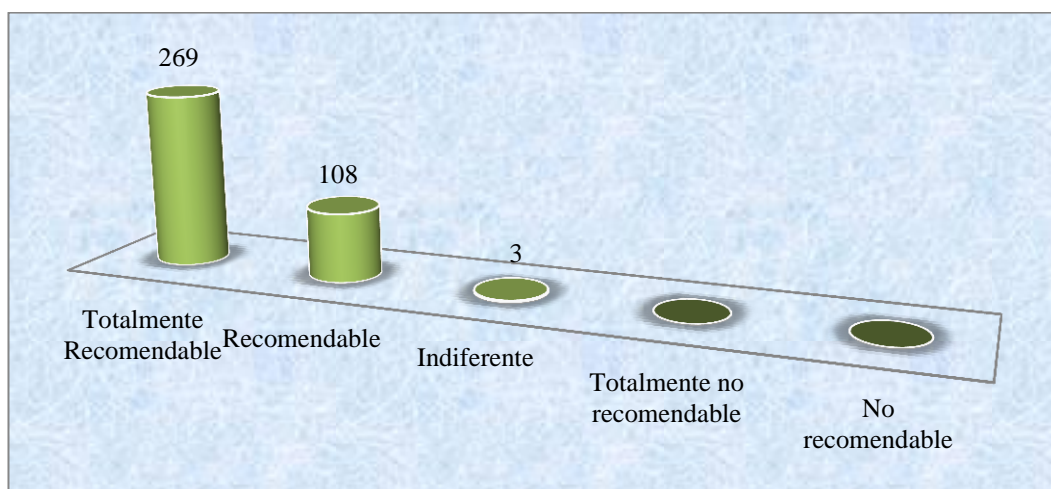 269
108
3
Totalmente
Recomendable
Recomendable
Indiferente
Totalmente no
recomendable
No
recomendable